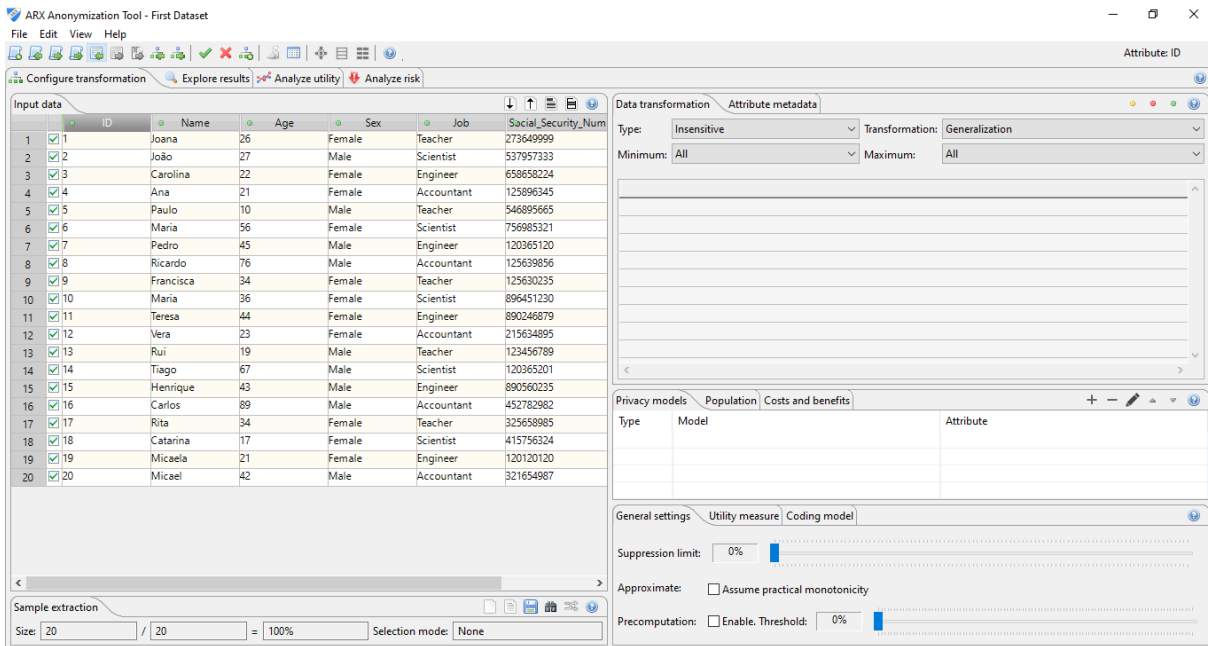 ARX Anonymization Tool - First Dataset
File Edit View Help
Attribute: ID
Configure transformation Explore results Analyze utility Analyze risk
Input data
ID Name Age Sex Job Social_Security_Num
1 1 Joana 26 Female Teacher 273649999
2 2 João 27 Male Scientist 537957333
3 3 Carolina 22 Female Engineer 658658224
4 4 Ana 21 Female Accountant 125896345
5 5 Paulo 10 Male Teacher 546895665
6 6 Maria 56 Female Scientist 756985321
7 7 Pedro 45 Male Engineer 120365120
8 8 Ricardo 76 Male Accountant 125639856
9 9 Francisca 34 Female Teacher 125630235
10 10 Maria 36 Female Scientist 896451230
11 11 Teresa 44 Female Engineer 890246879
12 12 Vera 23 Female Accountant 215634895
13 13 Rui 19 Male Teacher 123456789
14 14 Tiago 67 Male Scientist 120365201
15 15 Henrique 43 Male Engineer 890560235
16 16 Carlos 89 Male Accountant 452782982
17 17 Rita 34 Female Teacher 325658985
18 18 Catarina 17 Female Scientist 415756324
19 19 Micaela 21 Female Engineer 120120120
20 20 Micael 42 Male Accountant 321654987
Sample extraction
Size: 20 / 20 = 100% Selection mode: None
Data transformation Attribute metadata
Type: Insensitive Transformation: Generalization
Minimum: All Maximum: All
Privacy models Population Costs and benefits
Type Model Attribute
General settings Utility measure Coding model
Suppression limit: 0%
Approximate: Assume practical monotonicity
Precomputation: Enable. Threshold: 0%